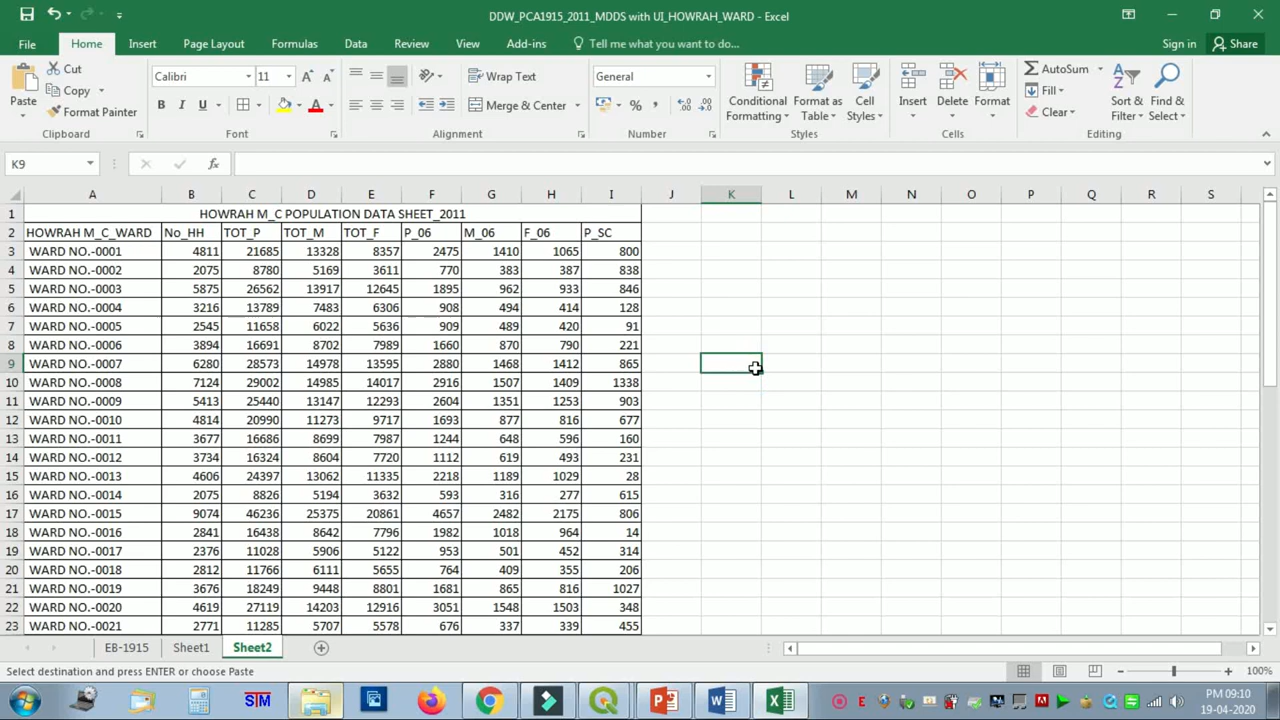 DDW_PCA1915_2011_MDDS with UI_HOWRAH_WARD - Excel
File Home Insert Page Layout Formulas Data Review View Add-ins Tell me what you want to do... Sign in Share
Paste Cut Copy Format Painter Clipboard
Calibri 11 B I U A A A Font
Wrap Text Merge & Center Alignment
General % , Number
Conditional Formatting Format as Table Cell Styles Styles
Insert Delete Format Cells
AutoSum Fill Clear Sort & Filter Find & Select Editing
K9 fx
A B C D E F G H I J K L M N O P Q R S
1 HOWRAH M_C POPULATION DATA SHEET_2011
2 HOWRAH M_C_WARD No_HH TOT_P TOT_M TOT_F P_06 M_06 F_06 P_SC
3 WARD NO.-0001 4811 21685 13328 8357 2475 1410 1065 800
4 WARD NO.-0002 2075 8780 5169 3611 770 383 387 838
5 WARD NO.-0003 5875 26562 13917 12645 1895 962 933 846
6 WARD NO.-0004 3216 13789 7483 6306 908 494 414 128
7 WARD NO.-0005 2545 11658 6022 5636 909 489 420 91
8 WARD NO.-0006 3894 16691 8702 7989 1660 870 790 221
9 WARD NO.-0007 6280 28573 14978 13595 2880 1468 1412 865
10 WARD NO.-0008 7124 29002 14985 14017 2916 1507 1409 1338
11 WARD NO.-0009 5413 25440 13147 12293 2604 1351 1253 903
12 WARD NO.-0010 4814 20990 11273 9717 1693 877 816 677
13 WARD NO.-0011 3677 16686 8699 7987 1244 648 596 160
14 WARD NO.-0012 3734 16324 8604 7720 1112 619 493 231
15 WARD NO.-0013 4606 24397 13062 11335 2218 1189 1029 28
16 WARD NO.-0014 2075 8826 5194 3632 593 316 277 615
17 WARD NO.-0015 9074 46236 25375 20861 4657 2482 2175 806
18 WARD NO.-0016 2841 16438 8642 7796 1982 1018 964 14
19 WARD NO.-0017 2376 11028 5906 5122 953 501 452 314
20 WARD NO.-0018 2812 11766 6111 5655 764 409 355 206
21 WARD NO.-0019 3676 18249 9448 8801 1681 865 816 1027
22 WARD NO.-0020 4619 27119 14203 12916 3051 1548 1503 348
23 WARD NO.-0021 2771 11285 5707 5578 676 337 339 455
EB-1915 Sheet1 Sheet2
Select destination and press ENTER or choose Paste 100%
STM PM 09:10
19-04-2020